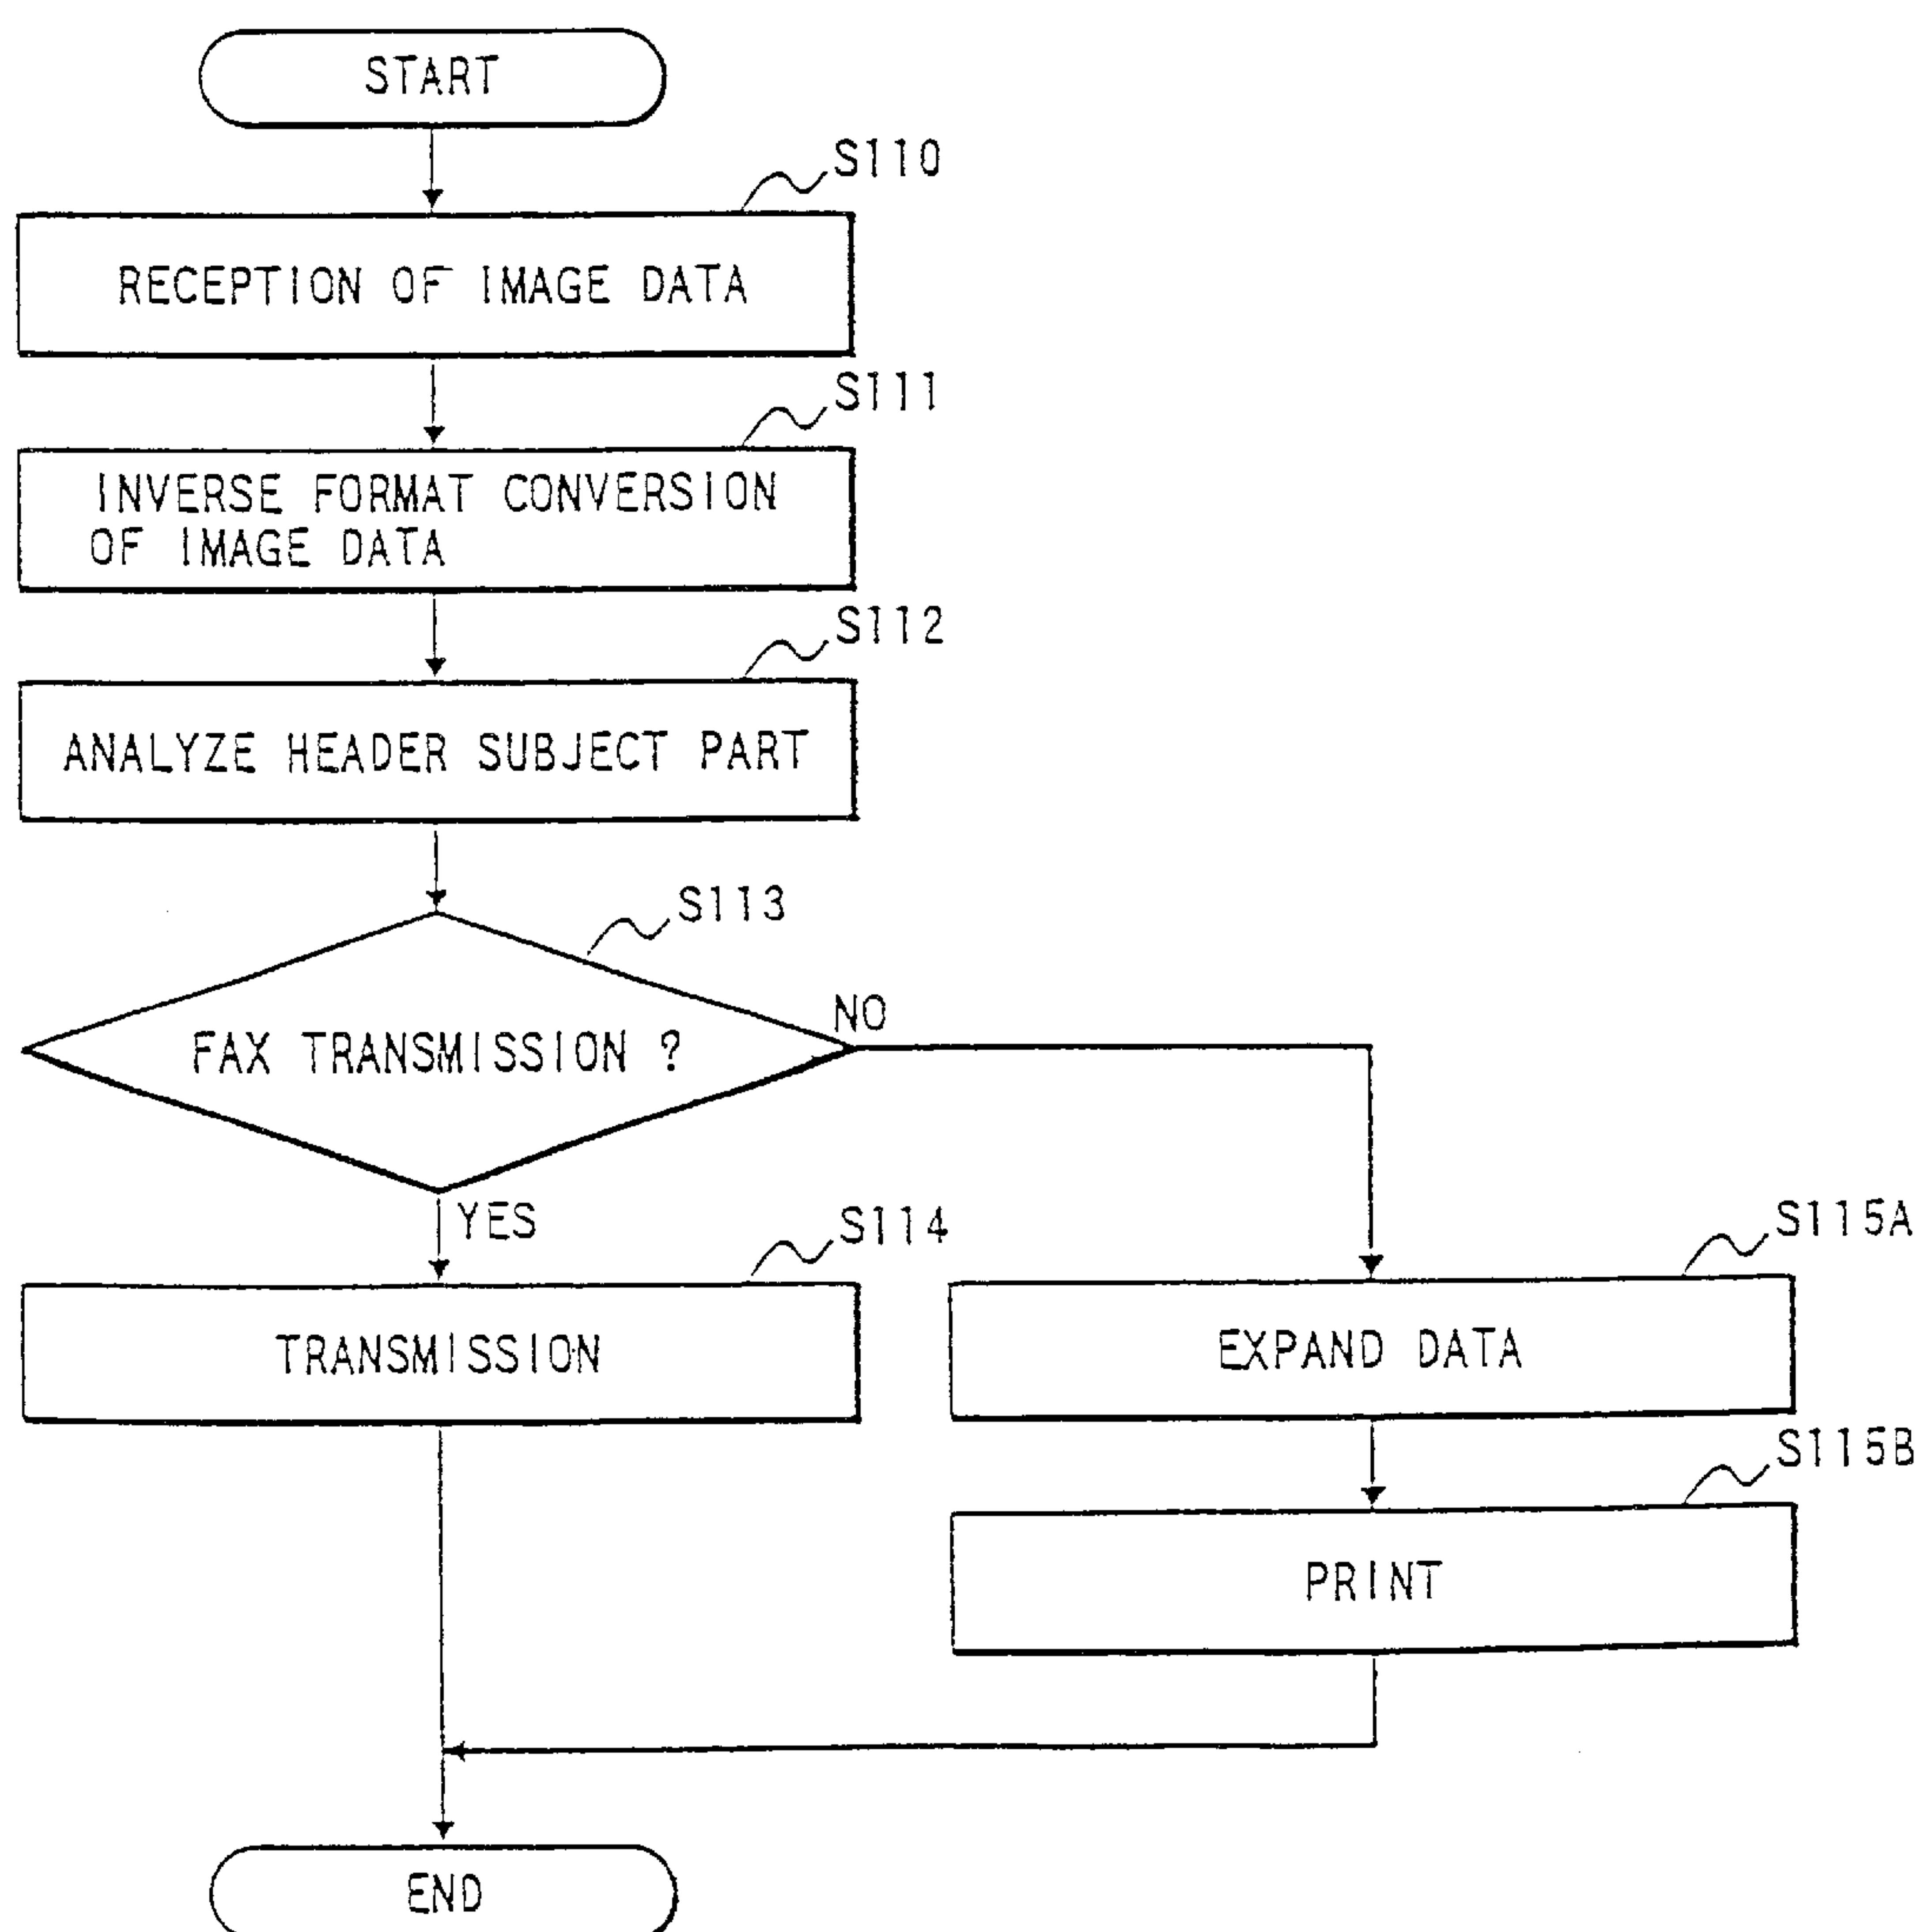 START
S110
RECEPTION OF IMAGE DATA
S111
INVERSE FORMAT CONVERSION
OF IMAGE DATA
S112
ANALYZE HEADER SUBJECT PART
S113
FAX TRANSMISSION ?
NO
YES
S114
TRANSMISSION
S115A
EXPAND DATA
S115B
PRINT
END